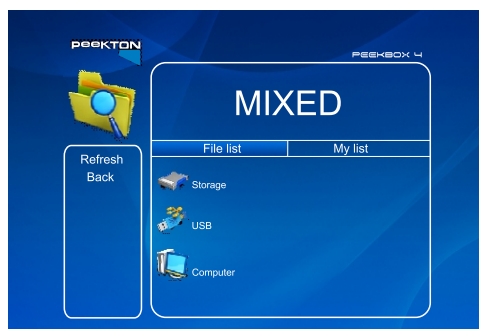 PEEKTON
PEEKBOX 4
MIXED
File list
My list
Refresh
Back
Storage
USB
Computer